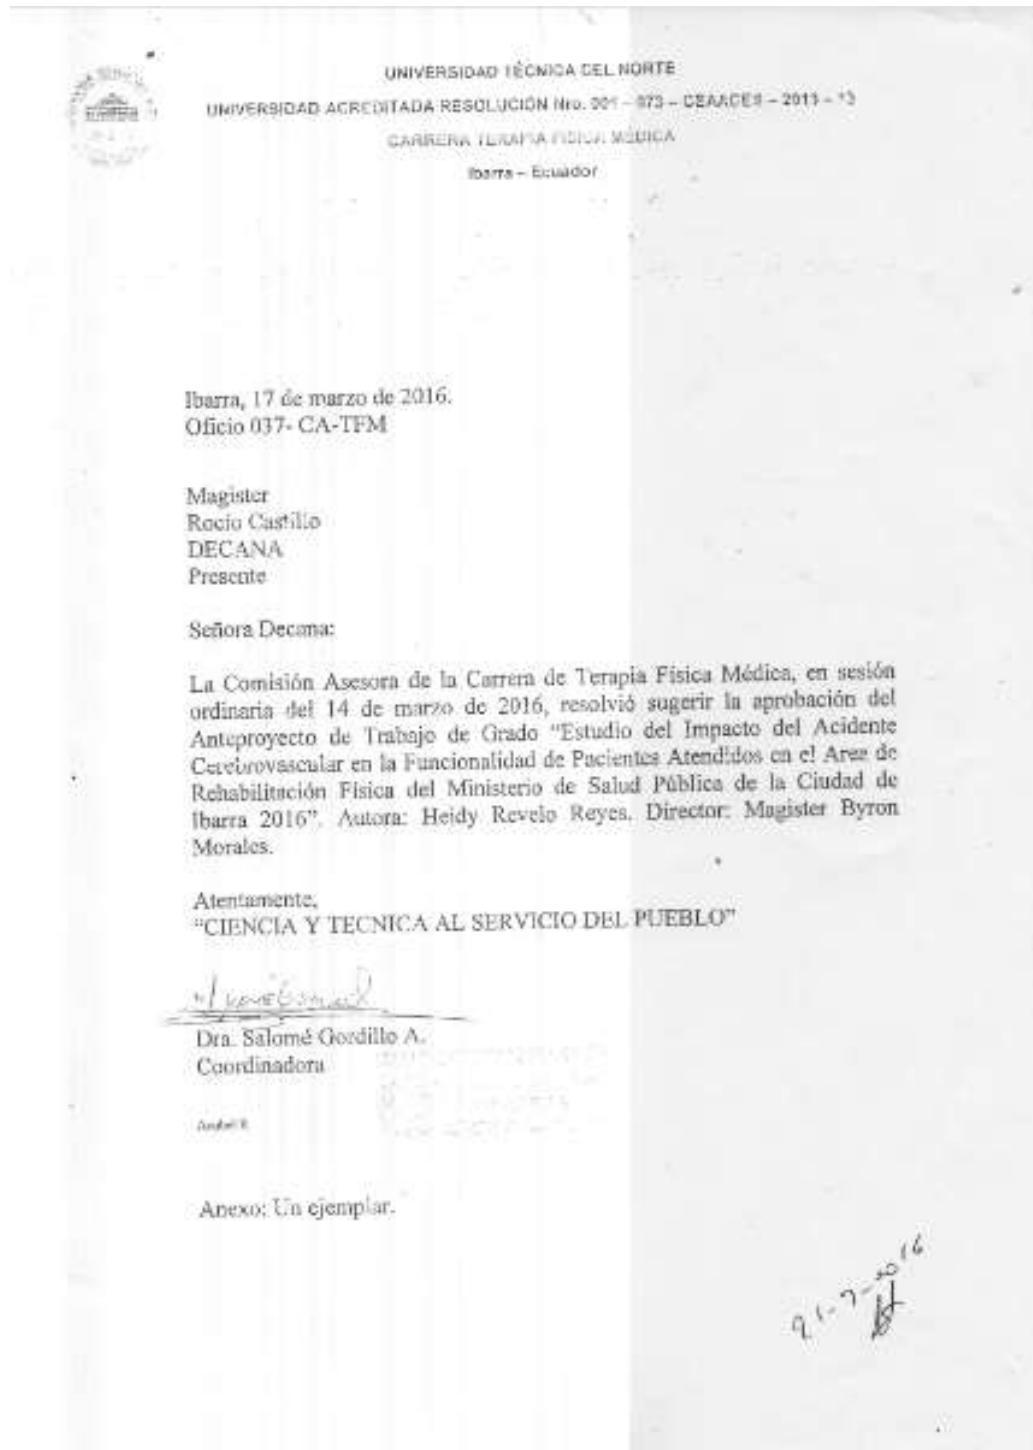 UNIVERSIDAD TÉCNICA DEL NORTE
UNIVERSIDAD ACREDITADA RESOLUCIÓN Nro. 001 – 073 – CEAACES – 2013 – 13
CARRERA TERAPIA FÍSICA MÉDICA
Ibarra – Ecuador
Ibarra, 17 de marzo de 2016.
Oficio 037- CA-TFM
Magister
Rocío Castillo
DECANA
Presente
Señora Decana:
La Comisión Asesora de la Carrera de Terapia Física Médica, en sesión
ordinaria del 14 de marzo de 2016, resolvió sugerir la aprobación del
Anteproyecto de Trabajo de Grado “Estudio del Impacto del Acidente
Cerebrovascular en la Funcionalidad de Pacientes Atendidos en el Area de
Rehabilitación Física del Ministerio de Salud Pública de la Ciudad de
Ibarra 2016”. Autora: Heidy Revelo Reyes. Director: Magister Byron
Morales.
Atentamente,
“CIENCIA Y TECNICA AL SERVICIO DEL PUEBLO”
Dra. Salomé Gordillo A.
Coordinadora
Anexo: Un ejemplar.